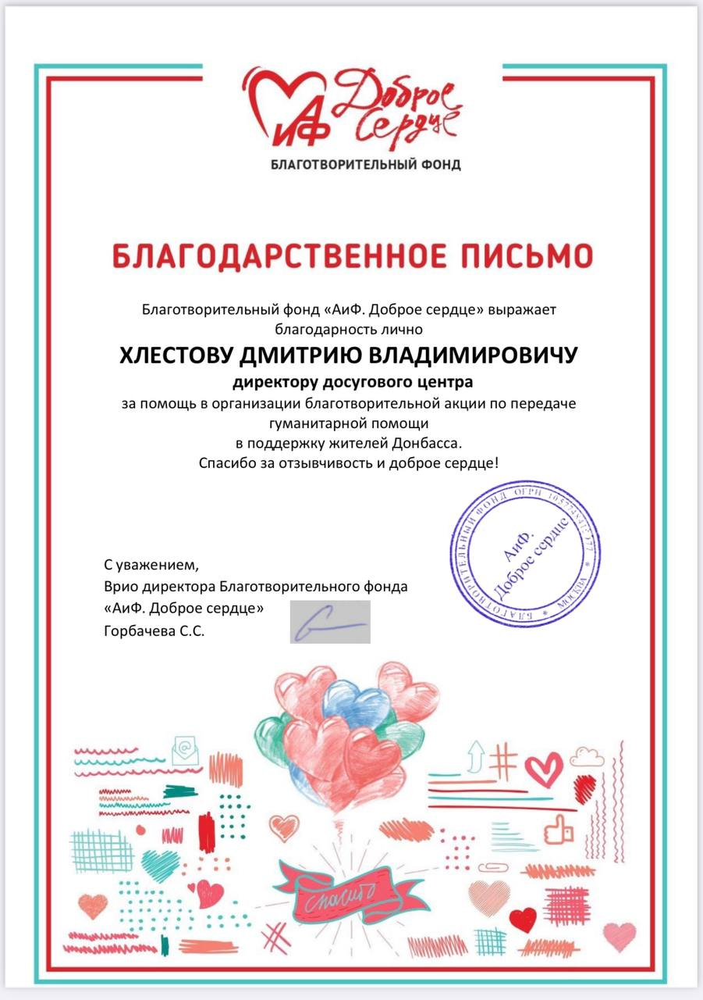 АиФ
Доброе
Сердце
БЛАГОТВОРИТЕЛЬНЫЙ ФОНД
БЛАГОДАРСТВЕННОЕ ПИСЬМО
Благотворительный фонд «АиФ. Доброе сердце» выражает
благодарность лично
ХЛЕСТОВУ ДМИТРИЮ ВЛАДИМИРОВИЧУ
директору досугового центра
за помощь в организации благотворительной акции по передаче
гуманитарной помощи
в поддержку жителей Донбасса.
Спасибо за отзывчивость и доброе сердце!
БЛАГОТВОРИТЕЛЬНЫЙ ФОНД ОГРН
* МОСКВА *
АиФ.
Доброе сердце
С уважением,
Врио директора Благотворительного фонда
«АиФ. Доброе сердце»
Горбачева С.С.
@
#
спасибо
#